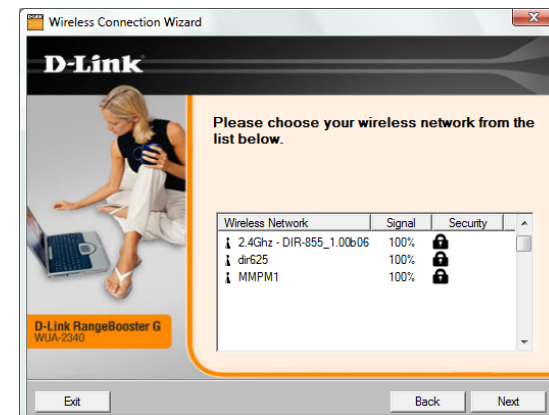 Wireless Connection Wizard
D-Link
Please choose your wireless network from the
list below.
Wireless Network Signal Security
2.4Ghz - DIR-855_1.00b06 100%
dir625 100%
MMPM1 100%
D-Link RangeBooster G
WUA-2340
Exit Back Next